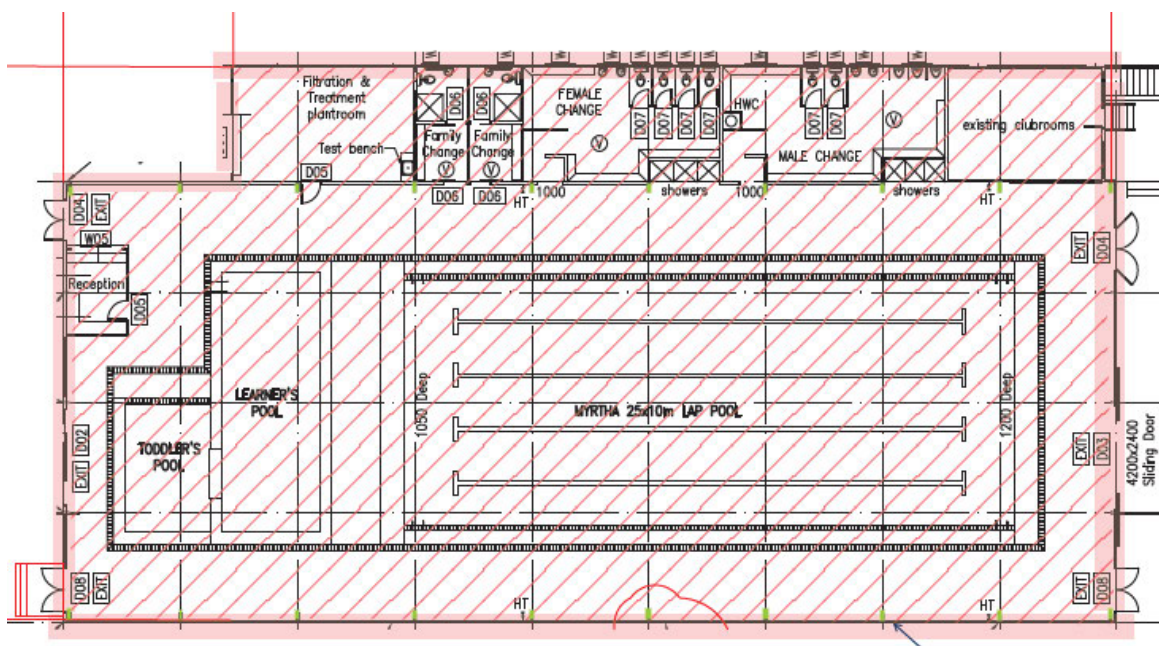 Filtration &
Treatment
plantroom
Test bench
D05
D06
D06
Family
Change
Family
Change
V
V
D06
D06
FEMALE
CHANGE
V
D07
D07
D07
D07
HWC
D07
D07
V
MALE CHANGE
existing clubrooms
1000
showers
1000
showers
HT
HT
D04
EXIT
W05
Reception
D05
EXIT
D04
LEARNER'S
POOL
1050 Deep
MYRTHA 25x10m LAP POOL
1200 Deep
TODDLER'S
POOL
EXIT
D02
EXIT
D03
4200x2400
Sliding Door
D08
EXIT
HT
HT
EXIT
D08